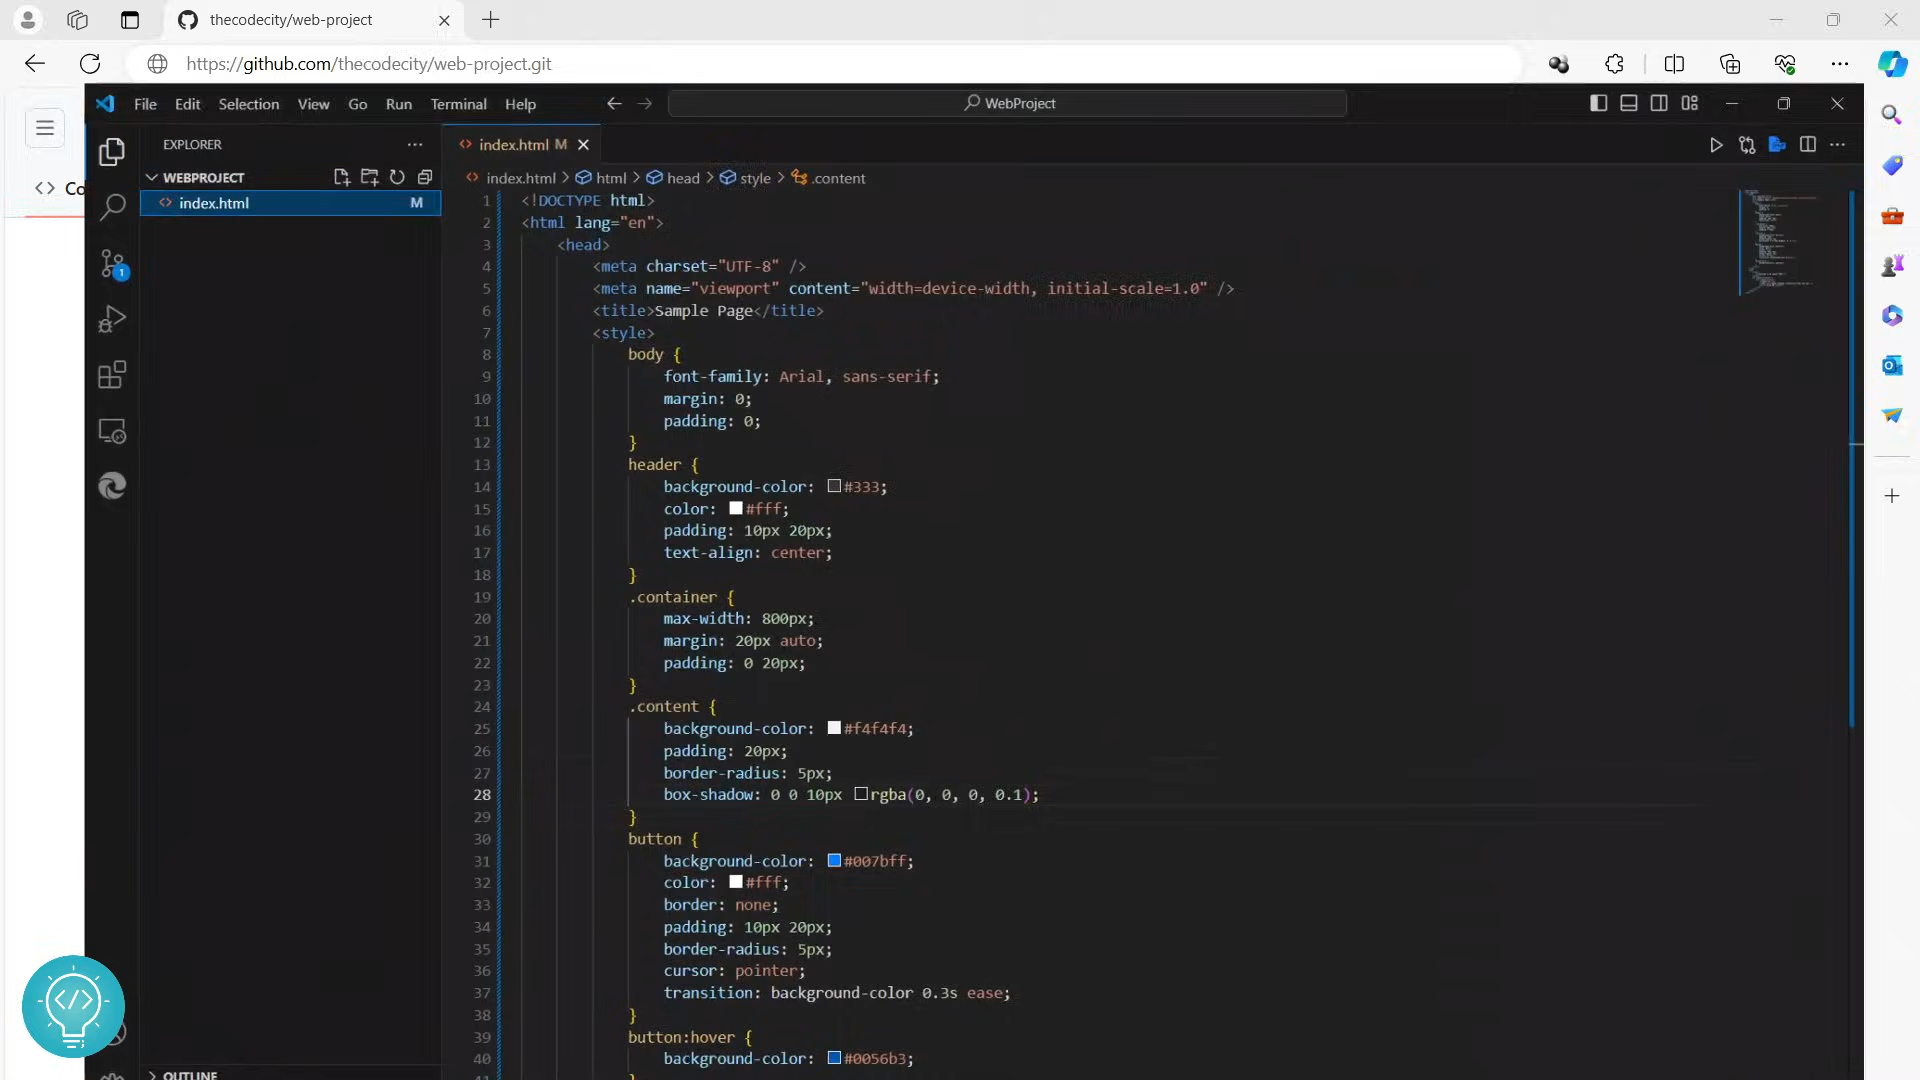 thecodecity/web-project
https://github.com/thecodecity/web-project.git
File Edit Selection View Go Run Terminal Help
WebProject
<> Co
EXPLORER
WEBPROJECT
index.html M
1
index.html M
index.html > html > head > style > .content
1 <!DOCTYPE html>
2 <html lang="en">
3 <head>
4 <meta charset="UTF-8" />
5 <meta name="viewport" content="width=device-width, initial-scale=1.0" />
6 <title>Sample Page</title>
7 <style>
8 body {
9 font-family: Arial, sans-serif;
10 margin: 0;
11 padding: 0;
12 }
13 header {
14 background-color: #333;
15 color: #fff;
16 padding: 10px 20px;
17 text-align: center;
18 }
19 .container {
20 max-width: 800px;
21 margin: 20px auto;
22 padding: 0 20px;
23 }
24 .content {
25 background-color: #f4f4f4;
26 padding: 20px;
27 border-radius: 5px;
28 box-shadow: 0 0 10px rgba(0, 0, 0, 0.1);
29 }
30 button {
31 background-color: #007bff;
32 color: #fff;
33 border: none;
34 padding: 10px 20px;
35 border-radius: 5px;
36 cursor: pointer;
37 transition: background-color 0.3s ease;
38 }
39 button:hover {
40 background-color: #0056b3;
41 }
OUTLINE